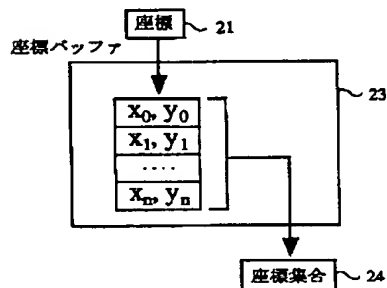 座標
21
座標バッファ
23
x0, y0
x1, y1
....
xn, yn
座標集合
24